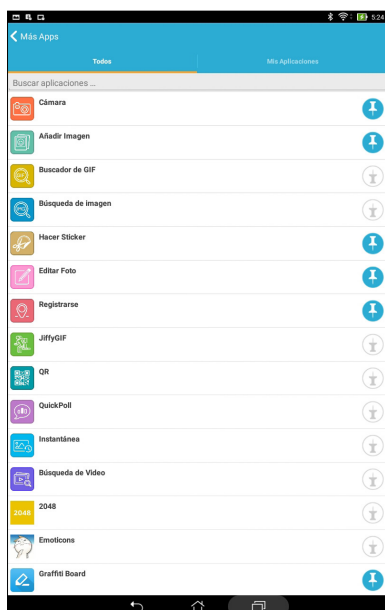 5:24
Más Apps
Todos
Mis Aplicaciones
Buscar aplicaciones ...
Cámara
Añadir Imagen
Buscador de GIF
Búsqueda de imagen
Hacer Sticker
Editar Foto
Registrarse
JiffyGIF
QR
QuickPoll
Instantánea
Búsqueda de Video
2048
2048
Emoticons
Graffiti Board